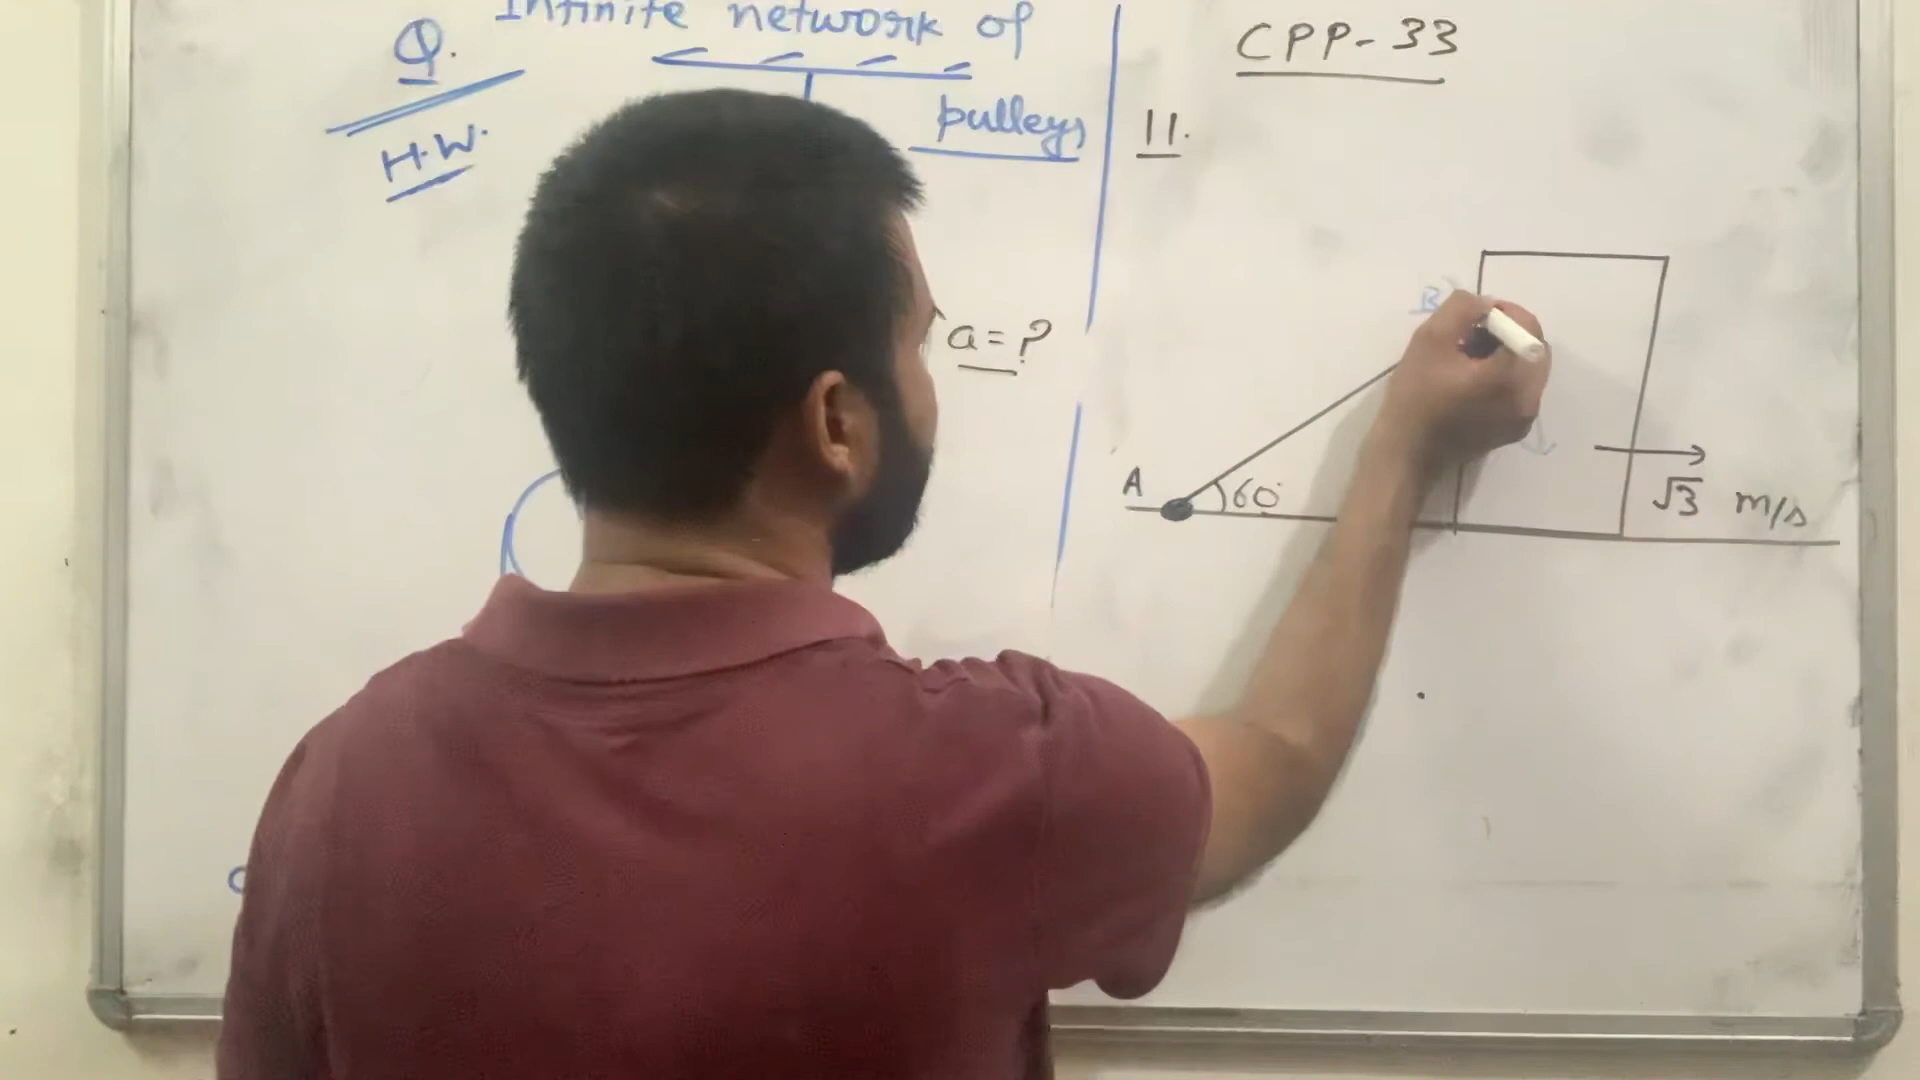 Q. Infinite network of
pulleys
H.W.
a = ?
CPP-33
11.
B
A
60°
√3 m/s